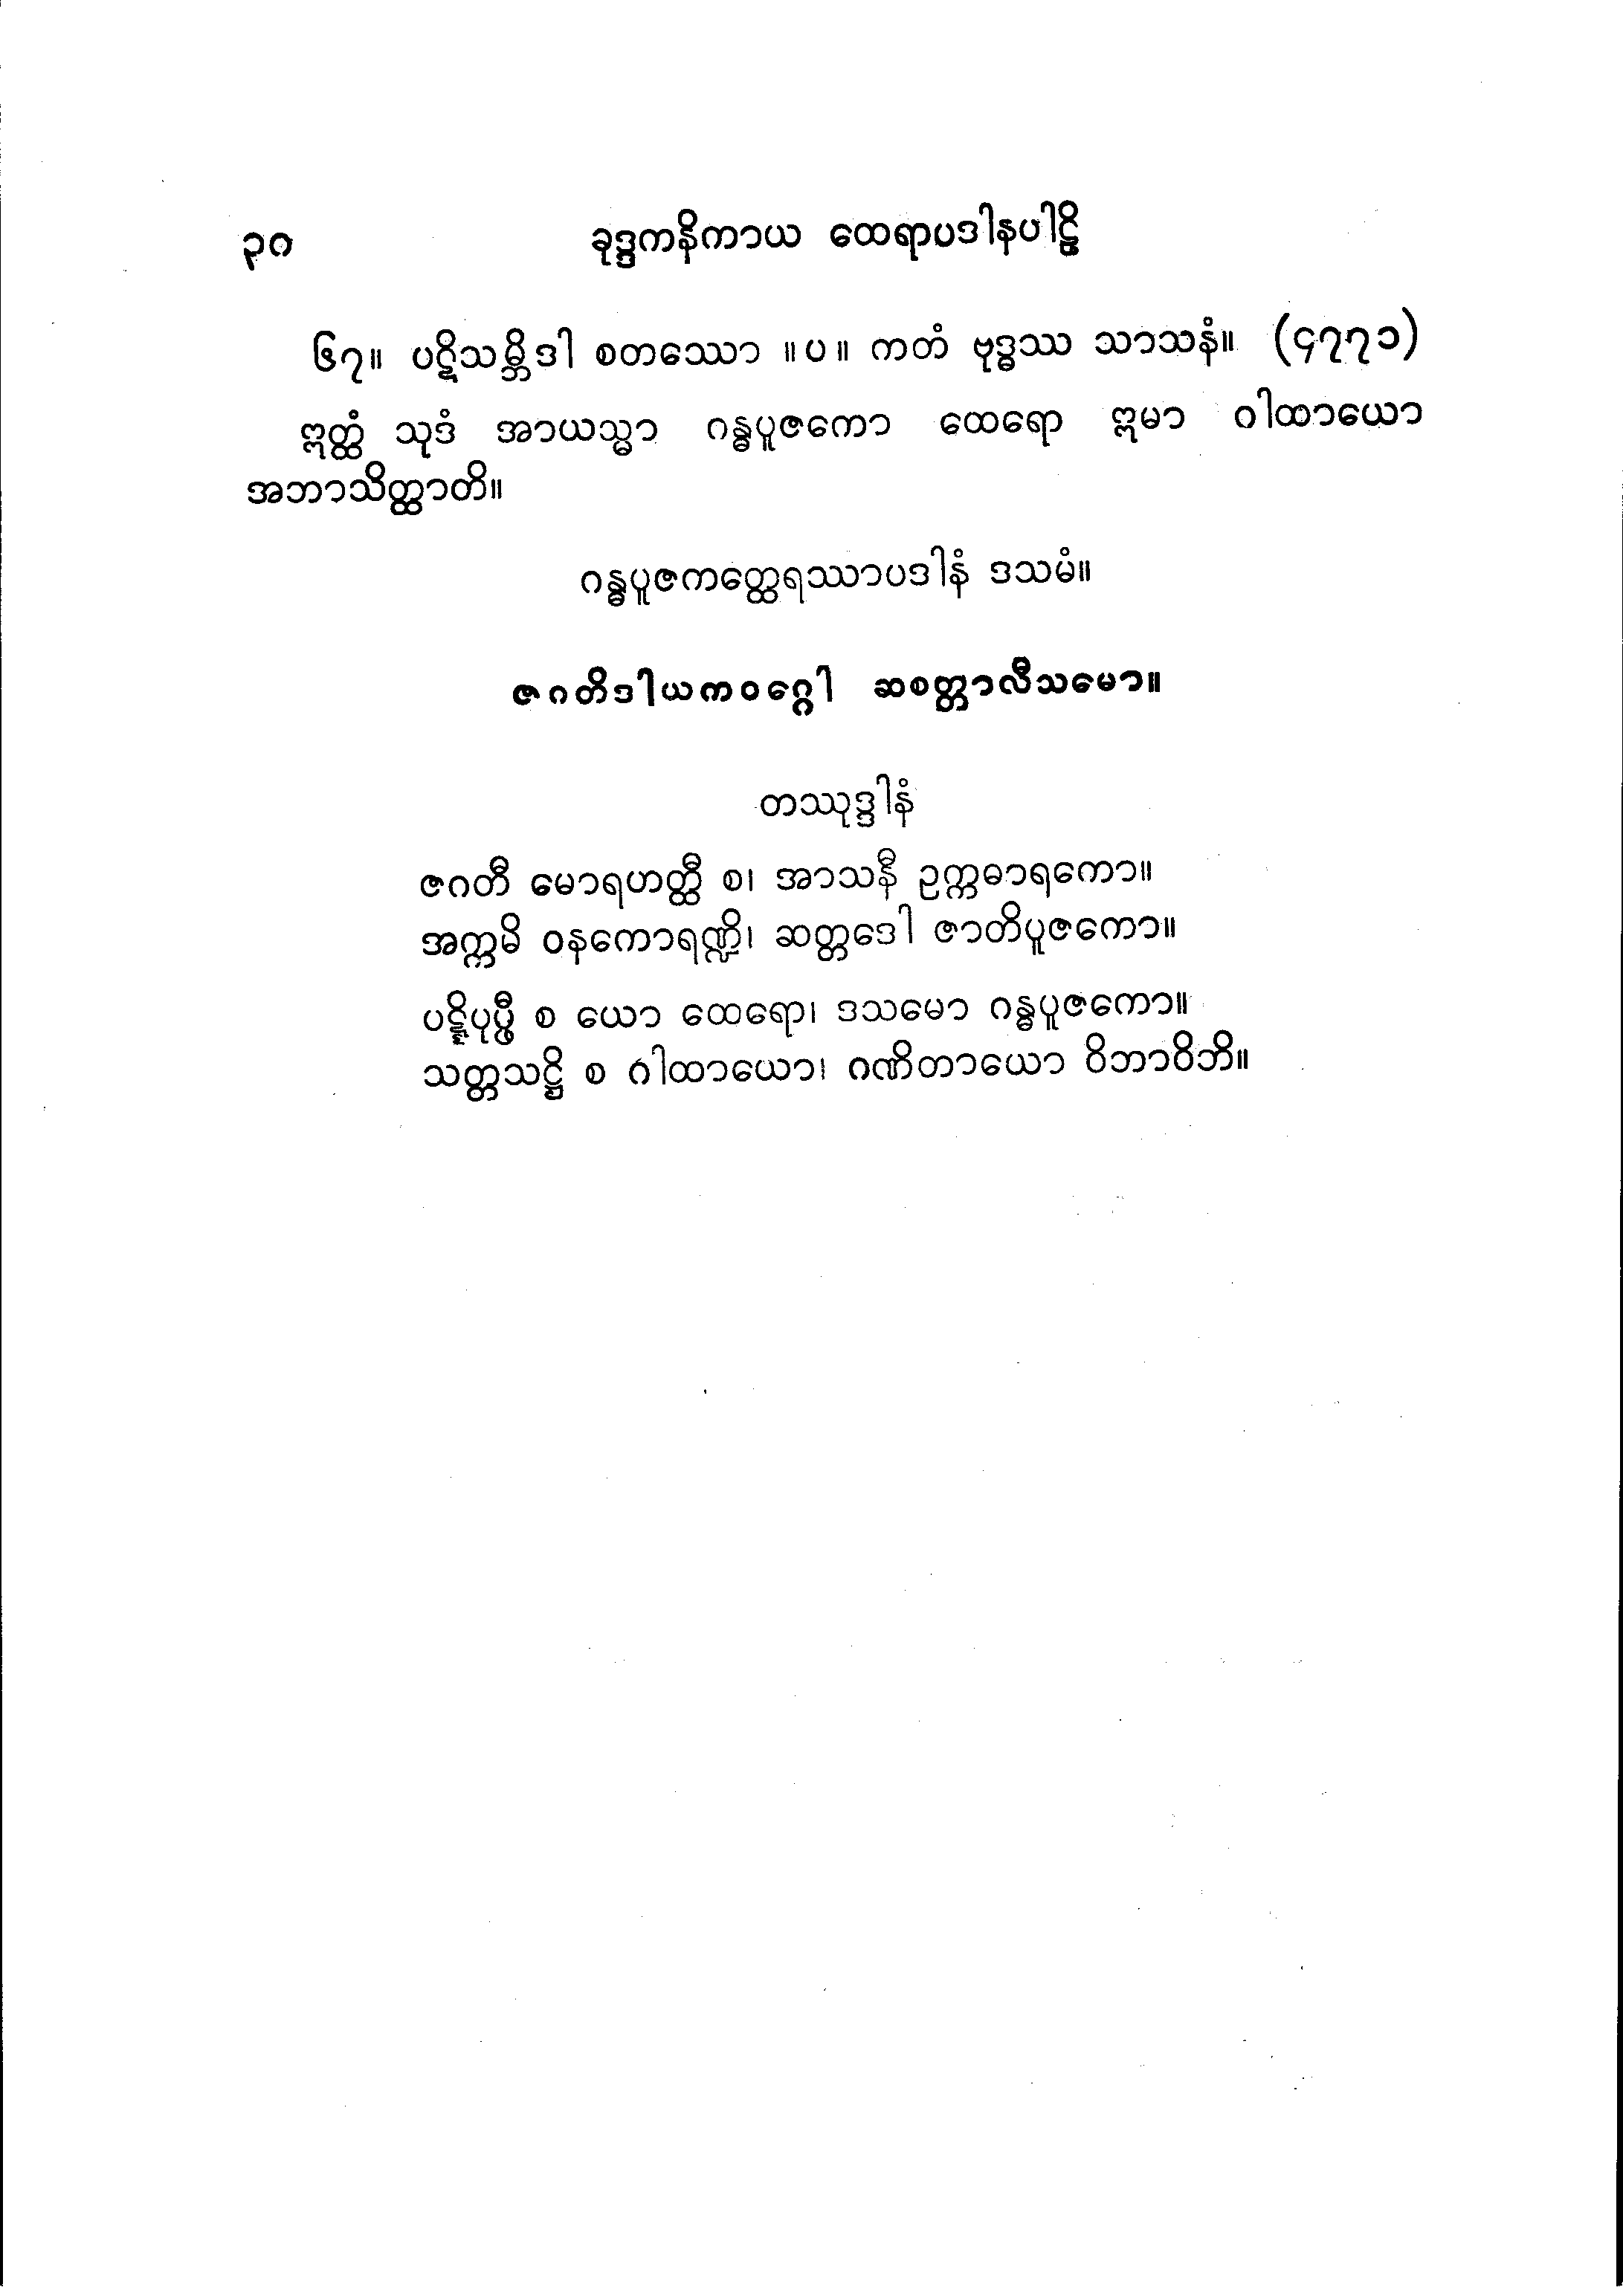 ၃၀ ခုဒ္ဒကနိကာယ ထေရာပဒါနပါဠိ
၆၇။ ပဋိသမ္ဘိဒါ စတဿော ။ပ။ ကတံ ဗုဒ္ဓဿ သာသနံ။ (၄၇၇၁)
ဣတ္ထံ သုဒံ အာယသ္မာ ဂန္ဓပူဇကော ထေရော ဣမာ ဂါထာယော
အဘာသိတ္ထာတိ။
ဂန္ဓပူဇကတ္ထေရဿာပဒါနံ ဒသမံ။
ဇဂတိဒါယကဝဂ္ဂေါ ဆစတ္တာလီသမော။
တဿုဒ္ဒါနံ
ဇဂတီ မောရဟတ္ထီ စ၊ အာသနီ ဥက္ကဓာရကော။
အက္ကမိ ဝနကောရဏ္ဍိ၊ ဆတ္တဒေါ ဇာတိပူဇကော။
ပဋ္ဋိပုပ္ဖီ စ ယော ထေရော၊ ဒသမော ဂန္ဓပူဇကော။
သတ္တသဋ္ဌိ စ ဂါထာယော၊ ဂဏိတာယော ဝိဘာဝိဘိ။